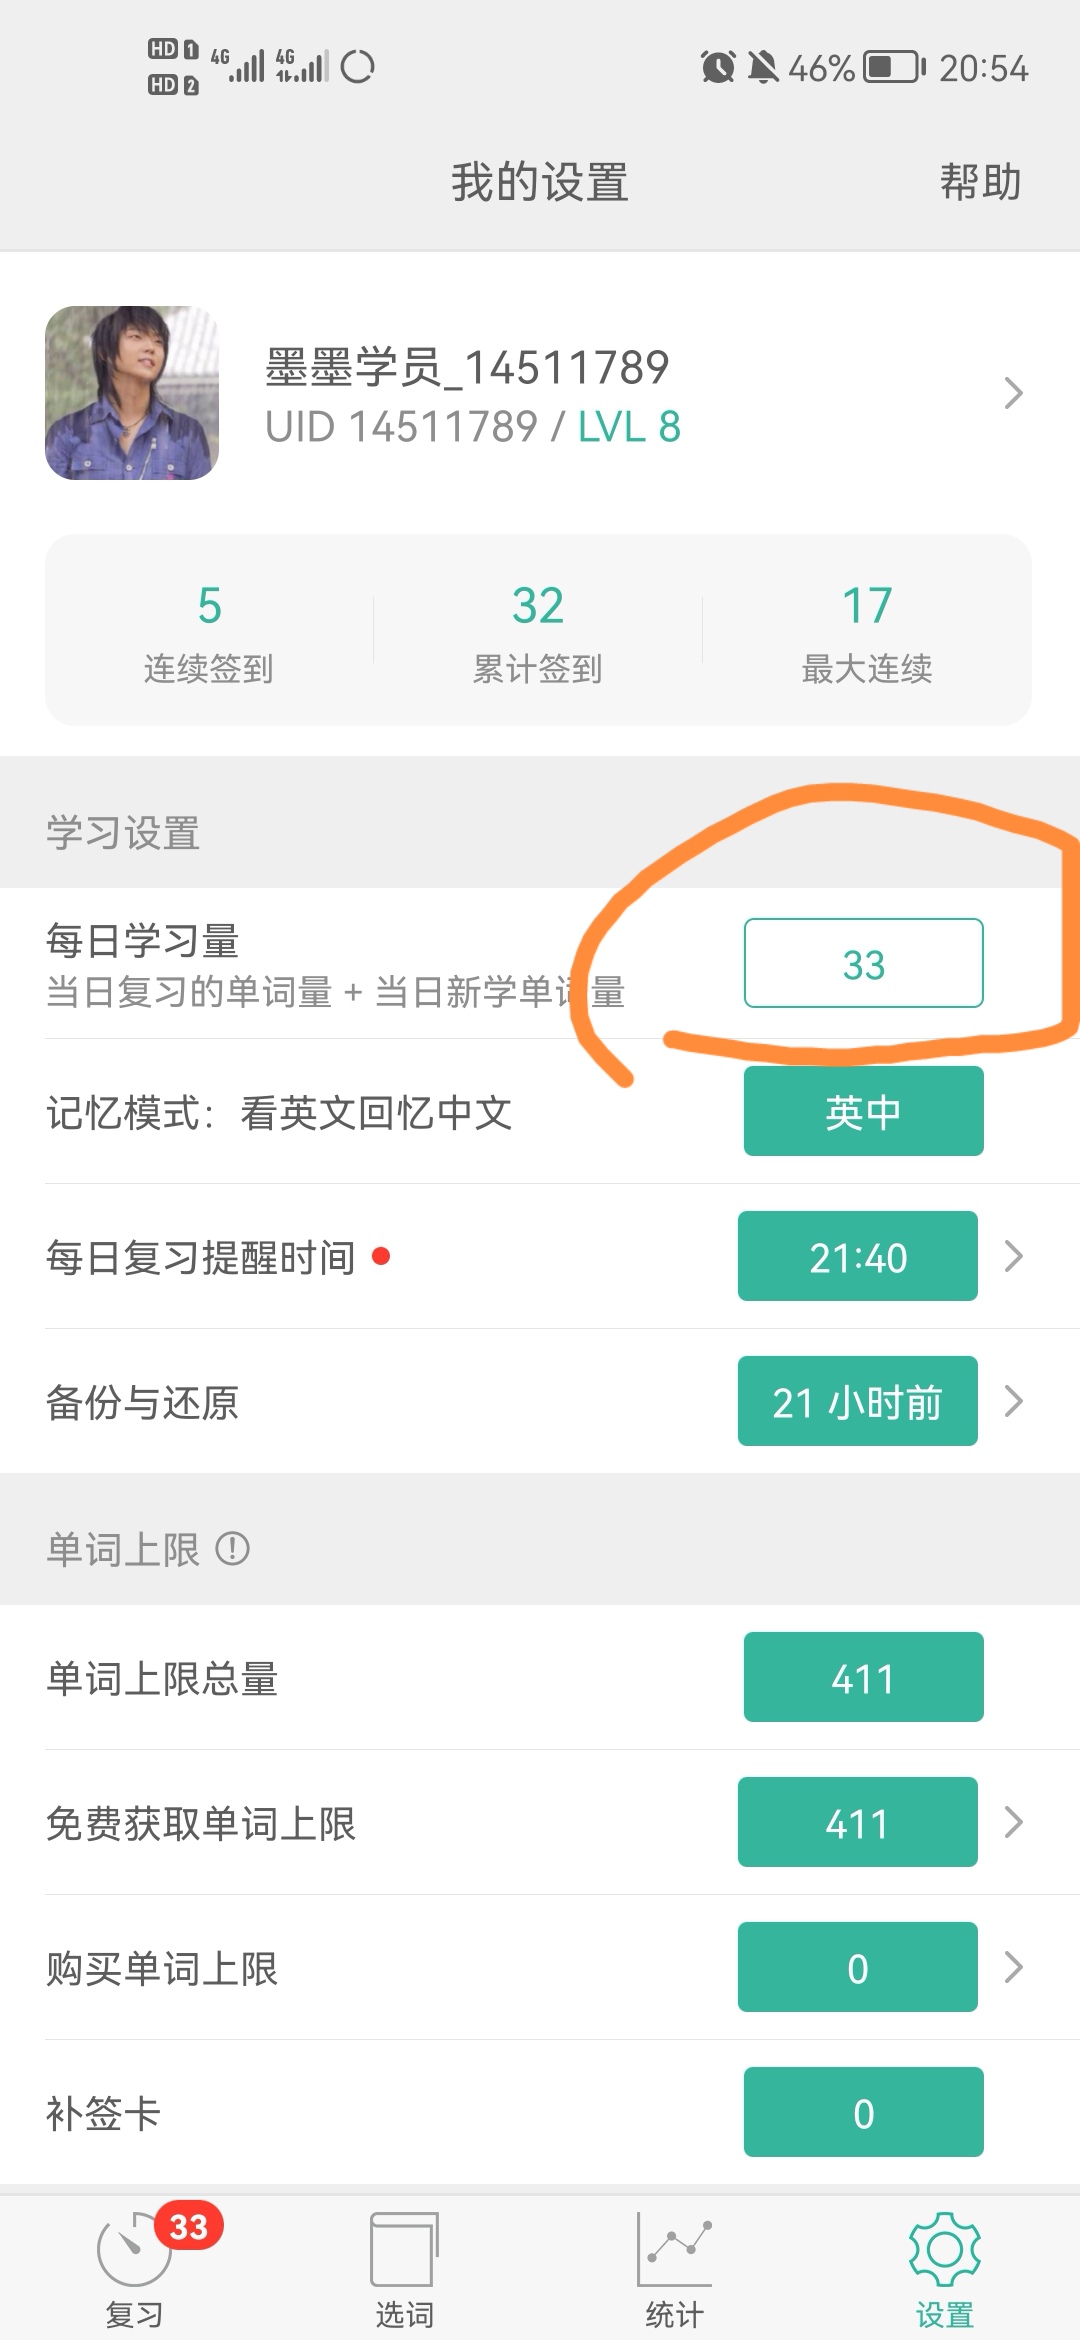 HD 1 4G 4G 46% 20:54
HD 2
我的设置 帮助
墨墨学员_14511789
UID 14511789 / LVL 8
5 32 17
连续签到 累计签到 最大连续
学习设置
每日学习量 33
当日复习的单词量 + 当日新学单词量
记忆模式：看英文回忆中文 英中
每日复习提醒时间 21:40
备份与还原 21 小时前
单词上限
单词上限总量 411
免费获取单词上限 411
购买单词上限 0
补签卡 0
33
复习 选词 统计 设置